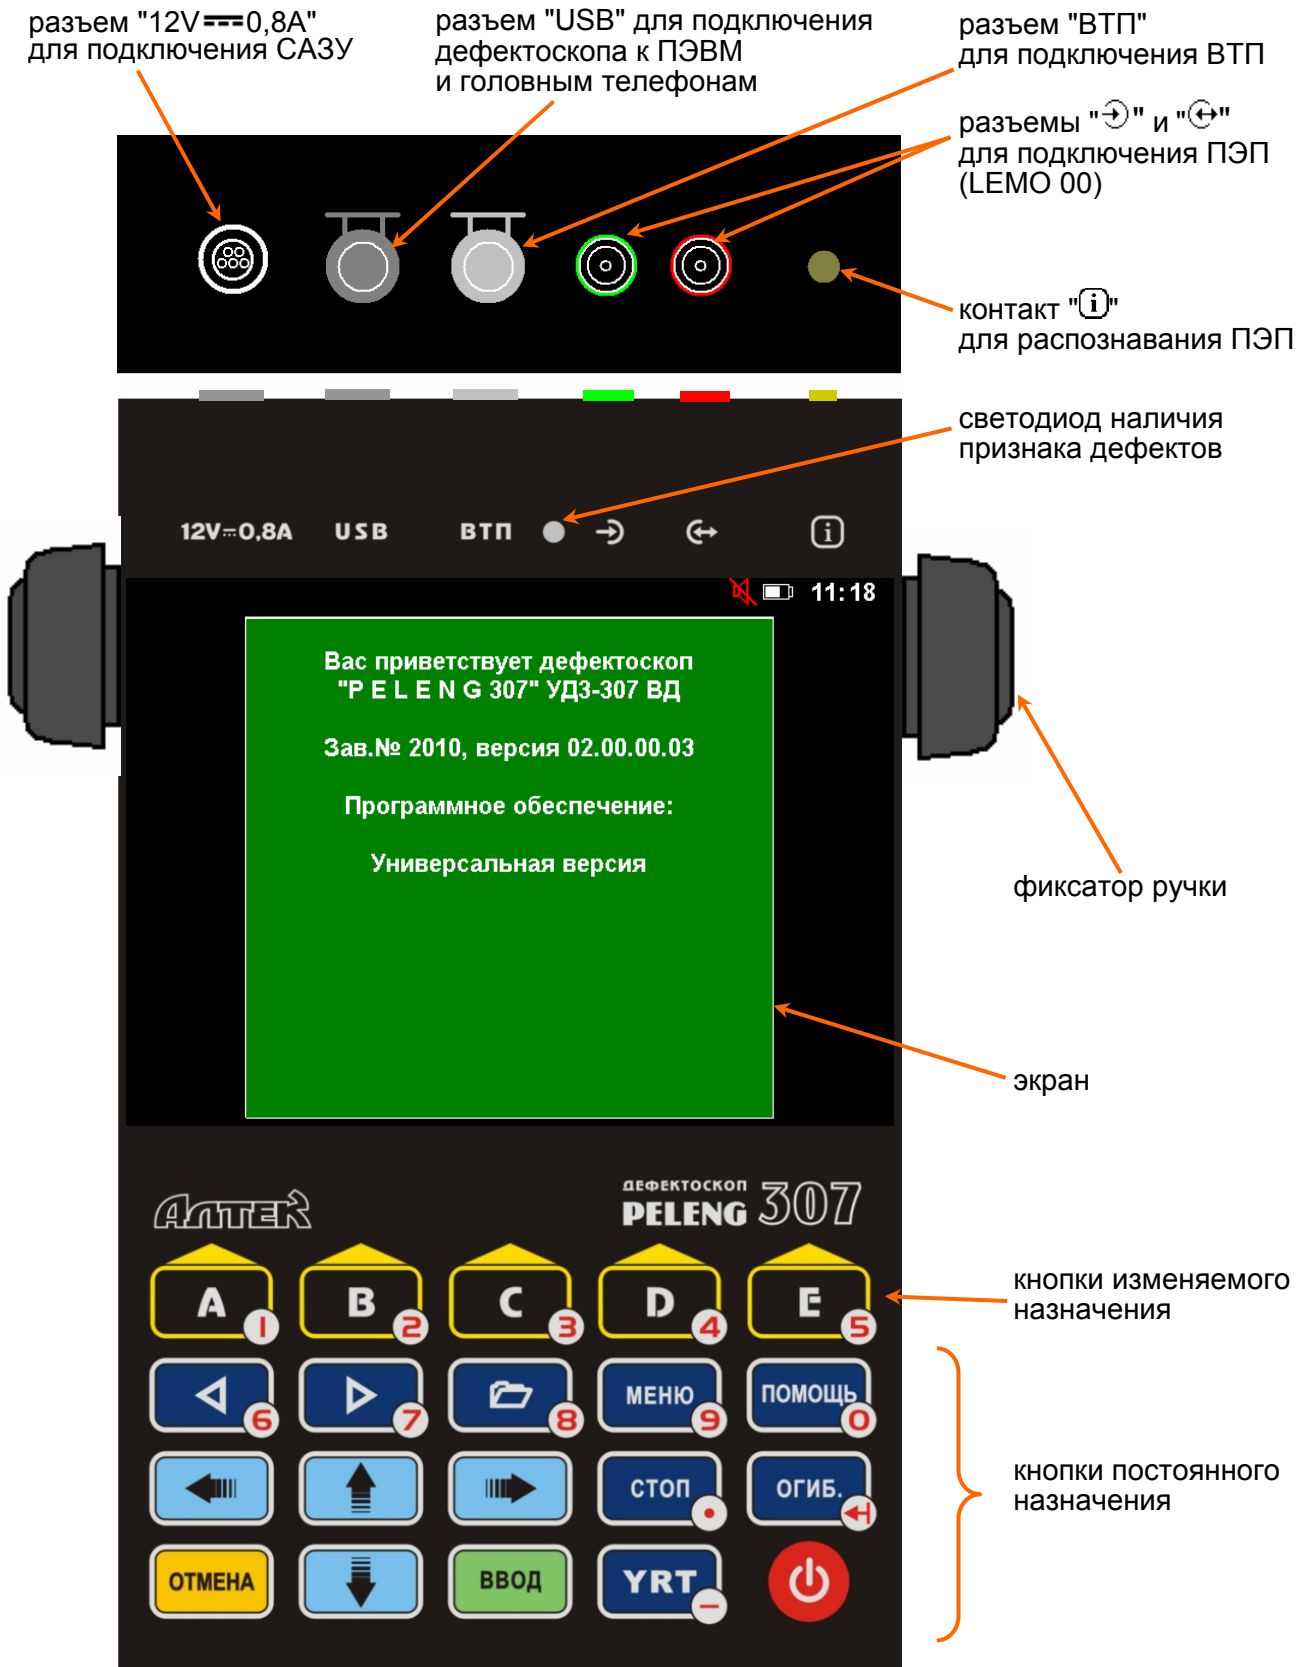 разъем "12V⎓0,8А"
для подключения САЗУ
разъем "USB" для подключения
дефектоскопа к ПЭВМ
и головным телефонам
разъем "ВТП"
для подключения ВТП
разъемы "" и ""
для подключения ПЭП
(LEMO 00)
контакт "i"
для распознавания ПЭП
светодиод наличия
признака дефектов
12V⎓0,8A USB ВТП i
11:18
Вас приветствует дефектоскоп
"P E L E N G 307" УД3-307 ВД
Зав.№ 2010, версия 02.00.00.03
Программное обеспечение:
Универсальная версия
фиксатор ручки
экран
АЛТЕК
ДЕФЕКТОСКОП
PELENG 307
A 1 B 2 C 3 D 4 E 5
кнопки изменяемого
назначения
6 7 8 МЕНЮ 9 ПОМОЩЬ 0
СТОП • ОГИБ.
кнопки постоянного
назначения
ОТМЕНА ВВОД YRT –